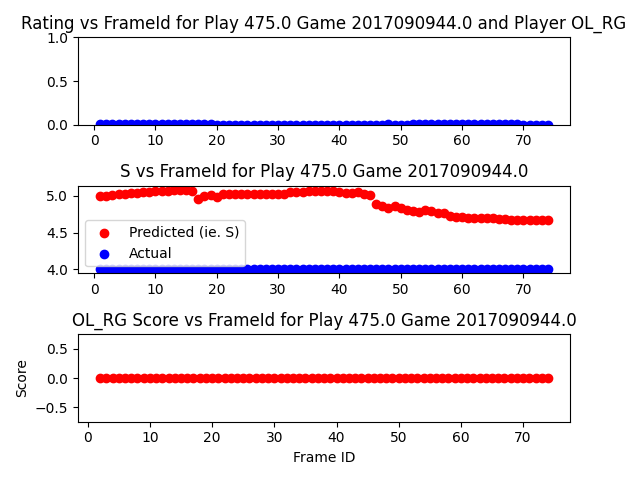 Rating vs FrameId for Play 475.0 Game 2017090944.0 and Player OL_RG
1.0
0.5
0.0
0 10 20 30 40 50 60 70
S vs FrameId for Play 475.0 Game 2017090944.0
5.0
4.5
4.0
Predicted (ie. S)
Actual
0 10 20 30 40 50 60 70
OL_RG Score vs FrameId for Play 475.0 Game 2017090944.0
Score
0.5
0.0
−0.5
0 10 20 30 40 50 60 70
Frame ID